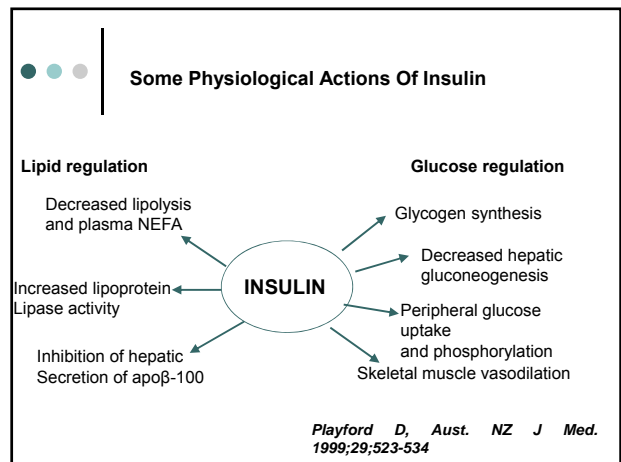 Some Physiological Actions Of Insulin
Lipid regulation
Decreased lipolysis
and plasma NEFA
Increased lipoprotein
Lipase activity
Inhibition of hepatic
Secretion of apoβ-100
INSULIN
Glucose regulation
Glycogen synthesis
Decreased hepatic
gluconeogenesis
Peripheral glucose
uptake
and phosphorylation
Skeletal muscle vasodilation
Playford D, Aust. NZ J Med.
1999;29;523-534